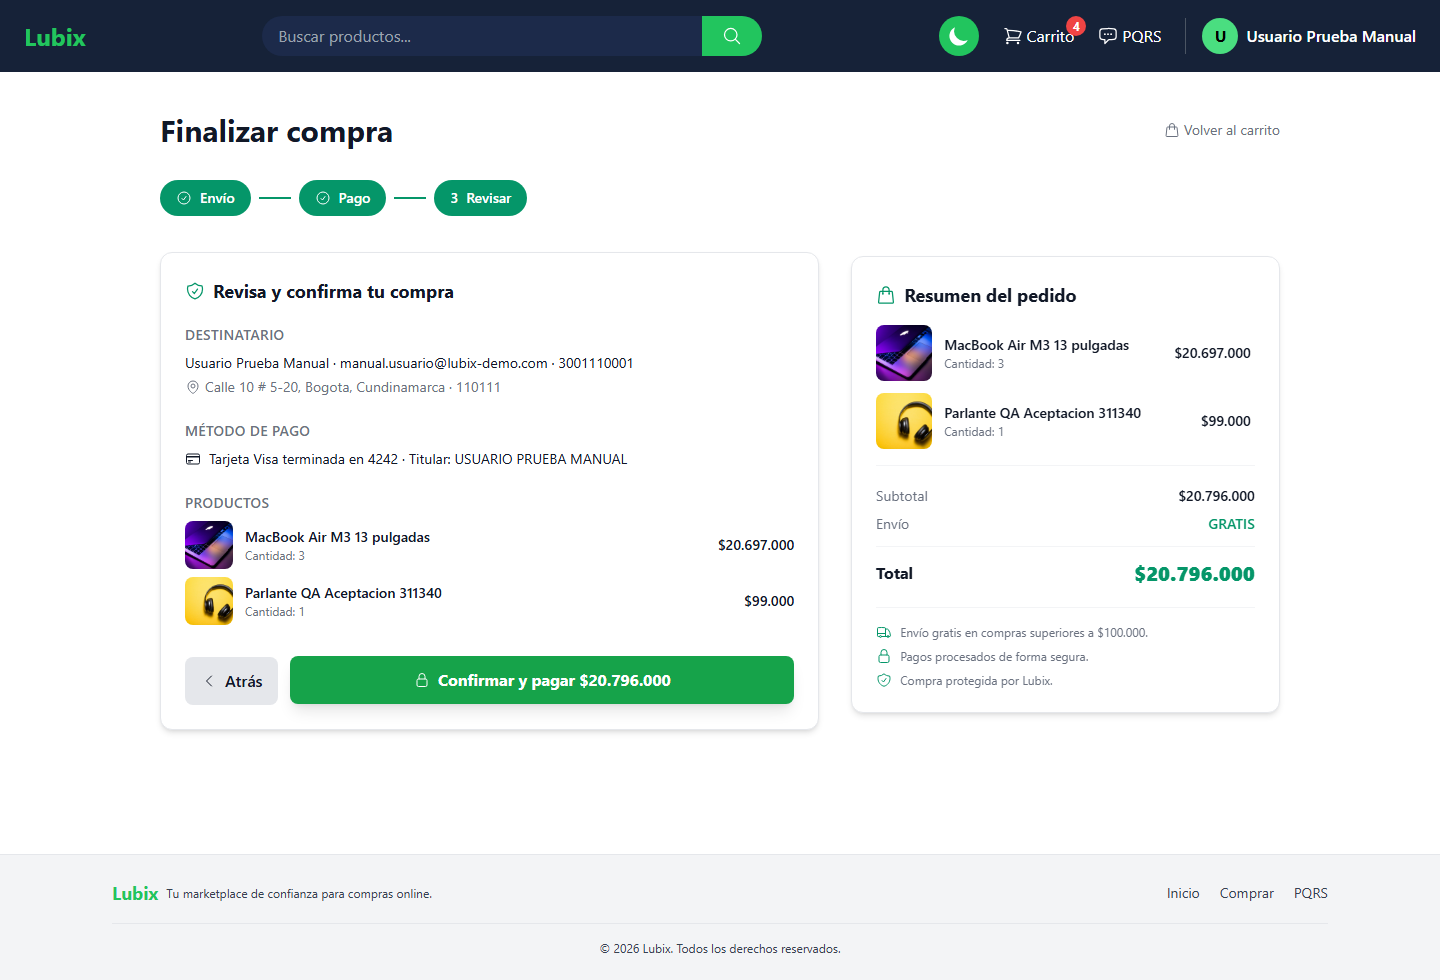 Lubix
Buscar productos...
Carrito
4
PQRS
U
Usuario Prueba Manual
Finalizar compra
Volver al carrito
Envío
Pago
3 Revisar
Revisa y confirma tu compra
DESTINATARIO
Usuario Prueba Manual · manual.usuario@lubix-demo.com · 3001110001
Calle 10 # 5-20, Bogota, Cundinamarca · 110111
MÉTODO DE PAGO
Tarjeta Visa terminada en 4242 · Titular: USUARIO PRUEBA MANUAL
PRODUCTOS
MacBook Air M3 13 pulgadas
Cantidad: 3
$20.697.000
Parlante QA Aceptacion 311340
Cantidad: 1
$99.000
Atrás
Confirmar y pagar $20.796.000
Resumen del pedido
MacBook Air M3 13 pulgadas
Cantidad: 3
$20.697.000
Parlante QA Aceptacion 311340
Cantidad: 1
$99.000
Subtotal $20.796.000
Envío GRATIS
Total $20.796.000
Envío gratis en compras superiores a $100.000.
Pagos procesados de forma segura.
Compra protegida por Lubix.
Lubix Tu marketplace de confianza para compras online.
Inicio Comprar PQRS
© 2026 Lubix. Todos los derechos reservados.